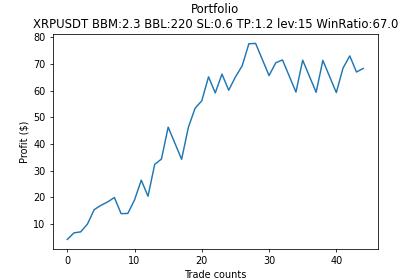 Portfolio
XRPUSDT BBM:2.3 BBL:220 SL:0.6 TP:1.2 lev:15 WinRatio:67.0
80
70
60
50
40
30
20
10
Profit ($)
0 10 20 30 40
Trade counts